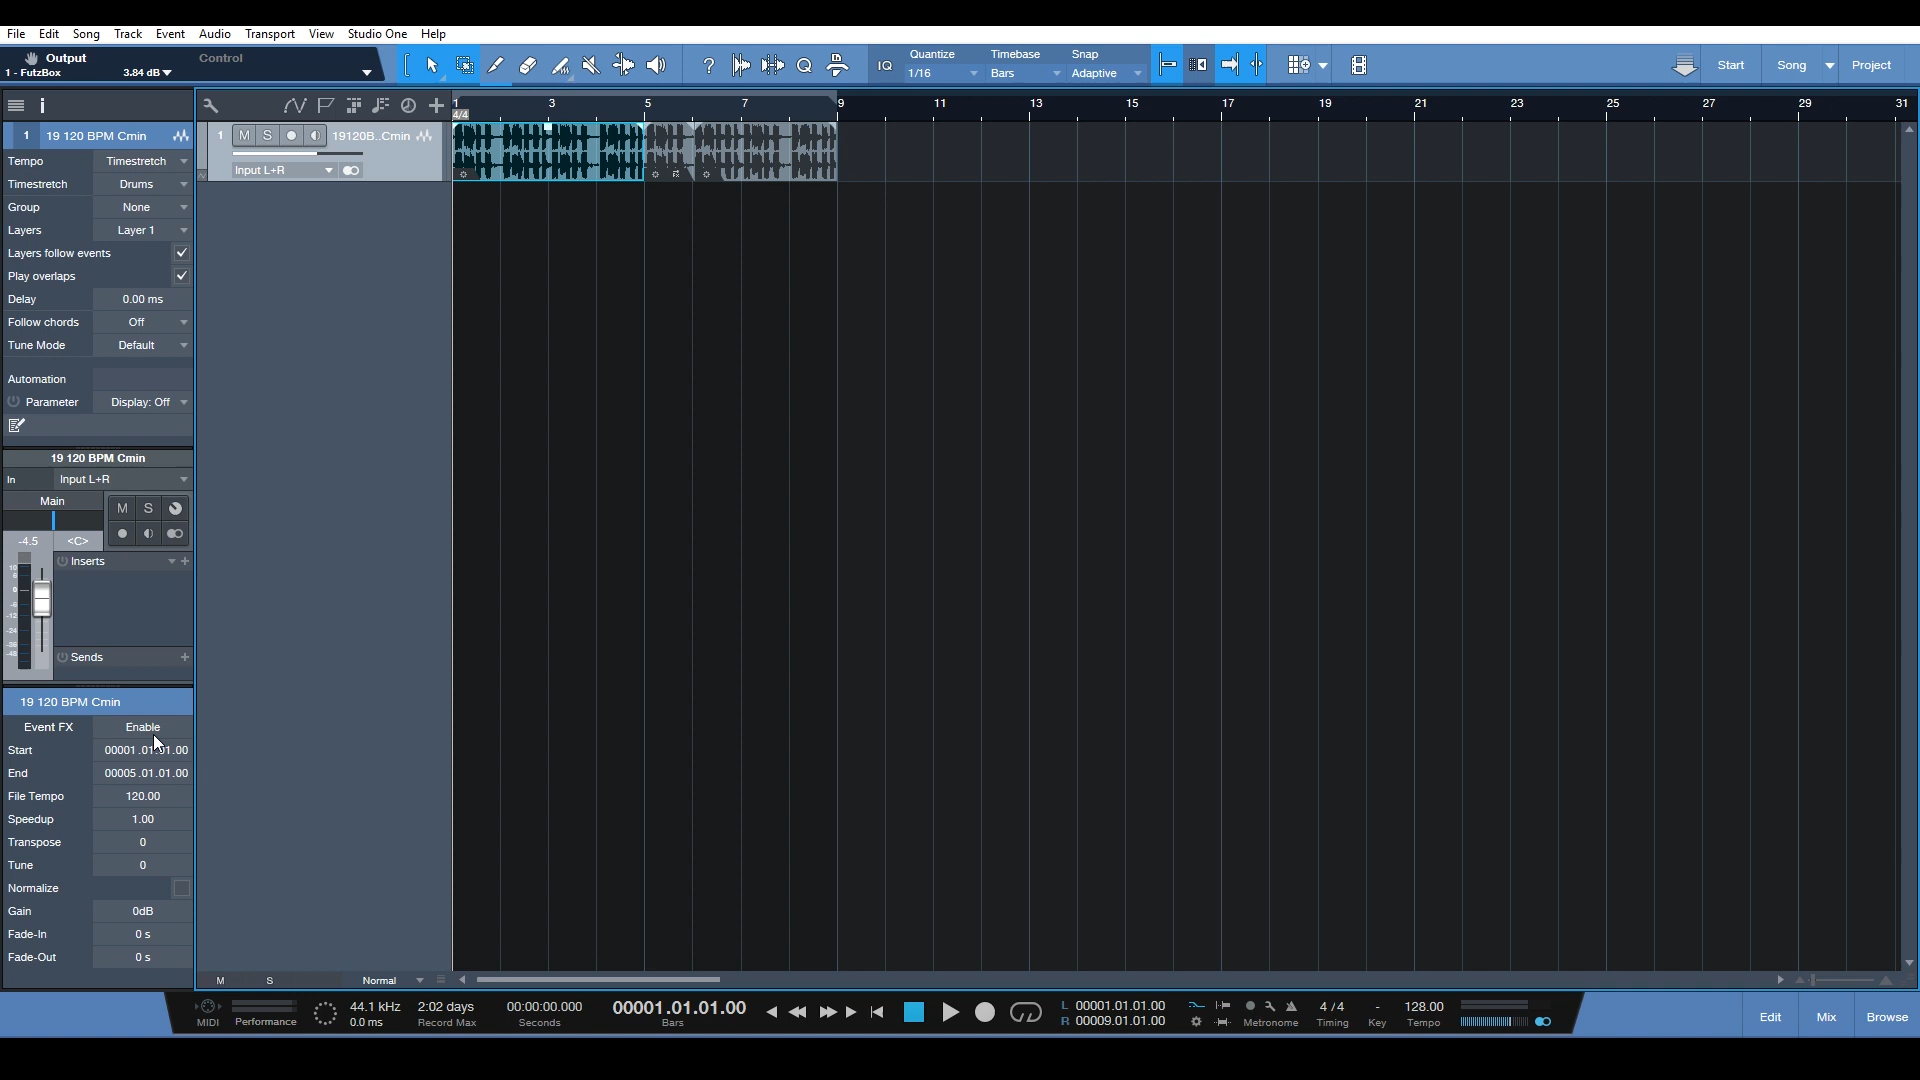 File Edit Song Track Event Audio Transport View Studio One Help
Output Control
1 - FutzBox 3.84 dB
? IQ Quantize Timebase Snap
1/16 Bars Adaptive
Start Song Project
i
1 3 5 7 9 11 13 15 17 19 21 23 25 27 29 31
4/4
1 19 120 BPM Cmin
1 M S 19120B..Cmin
Input L+R
Tempo Timestretch
Timestretch Drums
Group None
Layers Layer 1
Layers follow events
Play overlaps
Delay 0.00 ms
Follow chords Off
Tune Mode Default
Automation
Parameter Display: Off
19 120 BPM Cmin
In Input L+R
Main M S
-4.5 <C>
Inserts
Sends
19 120 BPM Cmin
Event FX Enable
Start 00001.01.01.00
End 00005.01.01.00
File Tempo 120.00
Speedup 1.00
Transpose 0
Tune 0
Normalize
Gain 0dB
Fade-In 0 s
Fade-Out 0 s
M S Normal
MIDI Performance
44.1 kHz 2:02 days 00:00:00.000 00001.01.01.00
0.0 ms Record Max Seconds Bars
L 00001.01.01.00
R 00009.01.01.00
Metronome
4/4 - 128.00
Timing Key Tempo
Edit Mix Browse